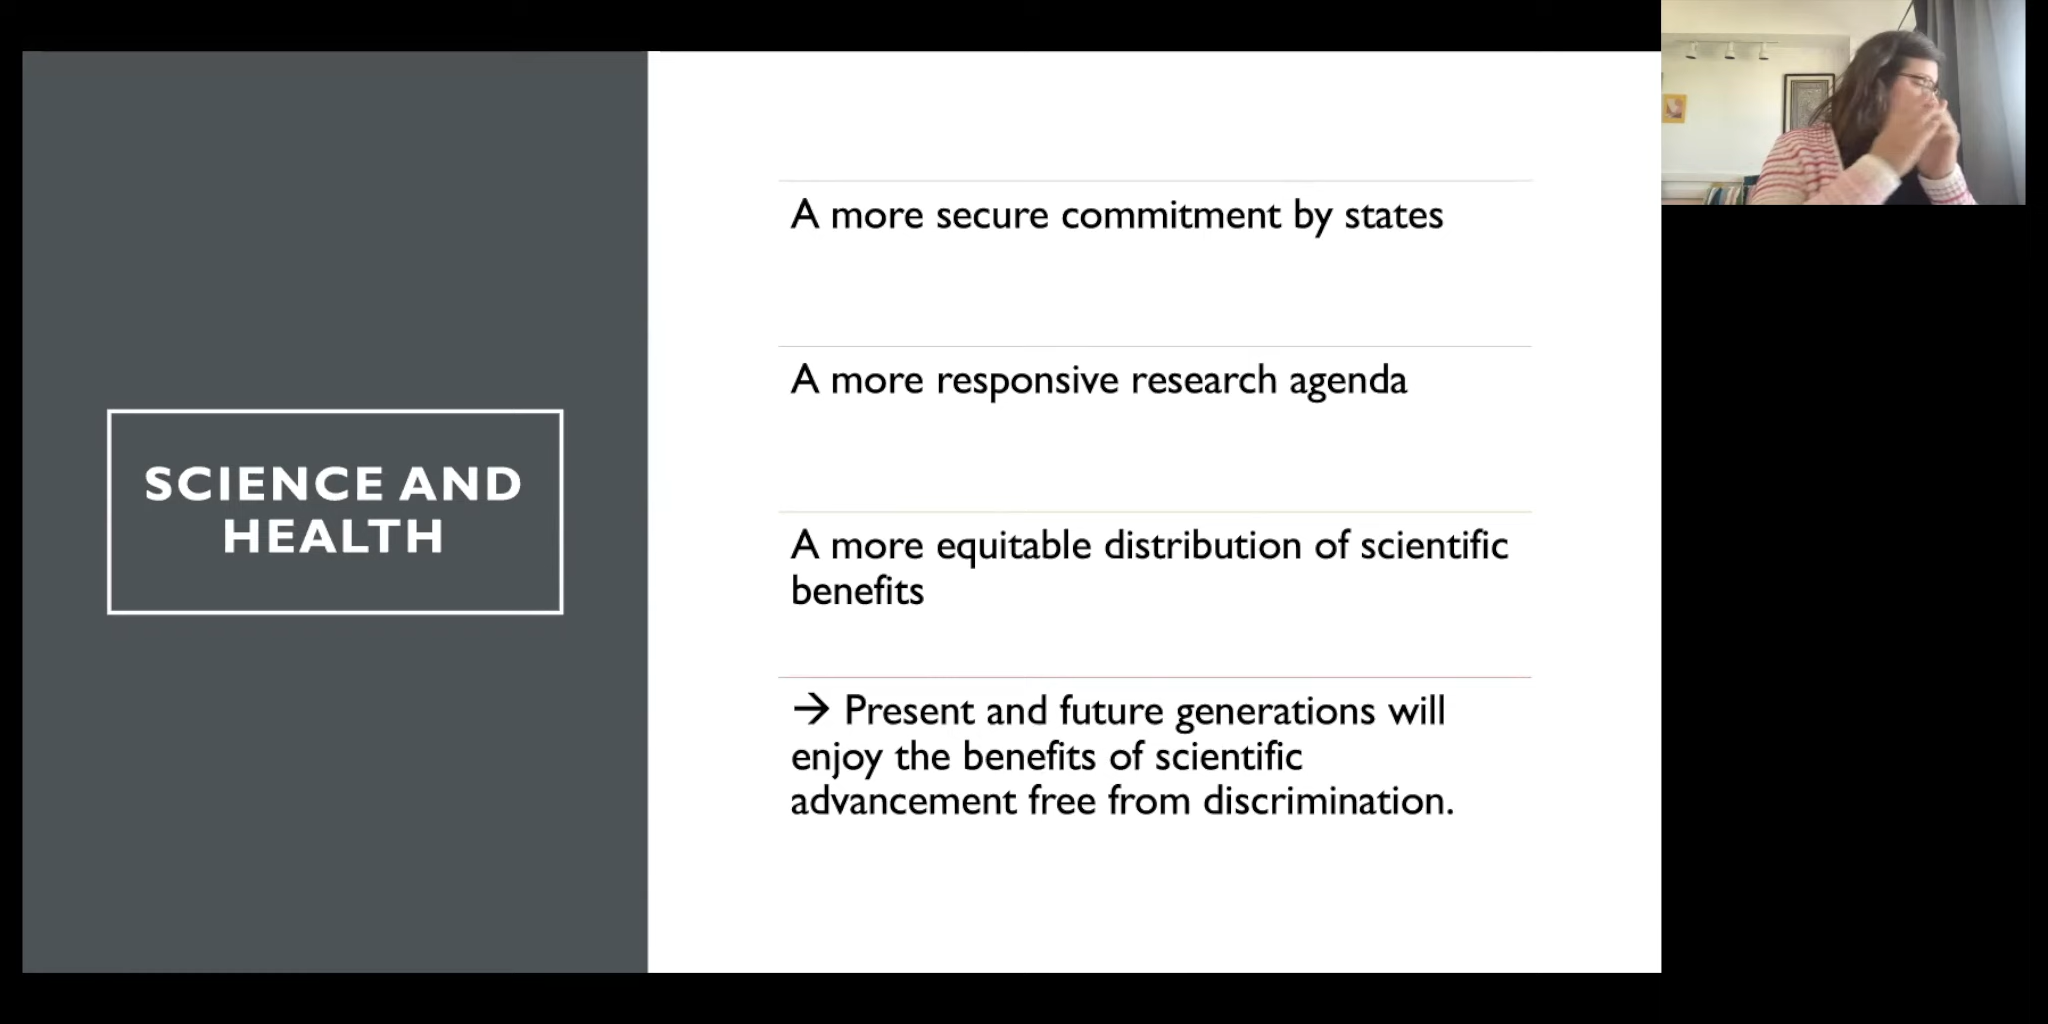 SCIENCE AND
HEALTH
A more secure commitment by states
A more responsive research agenda
A more equitable distribution of scientific
benefits
→ Present and future generations will
enjoy the benefits of scientific
advancement free from discrimination.